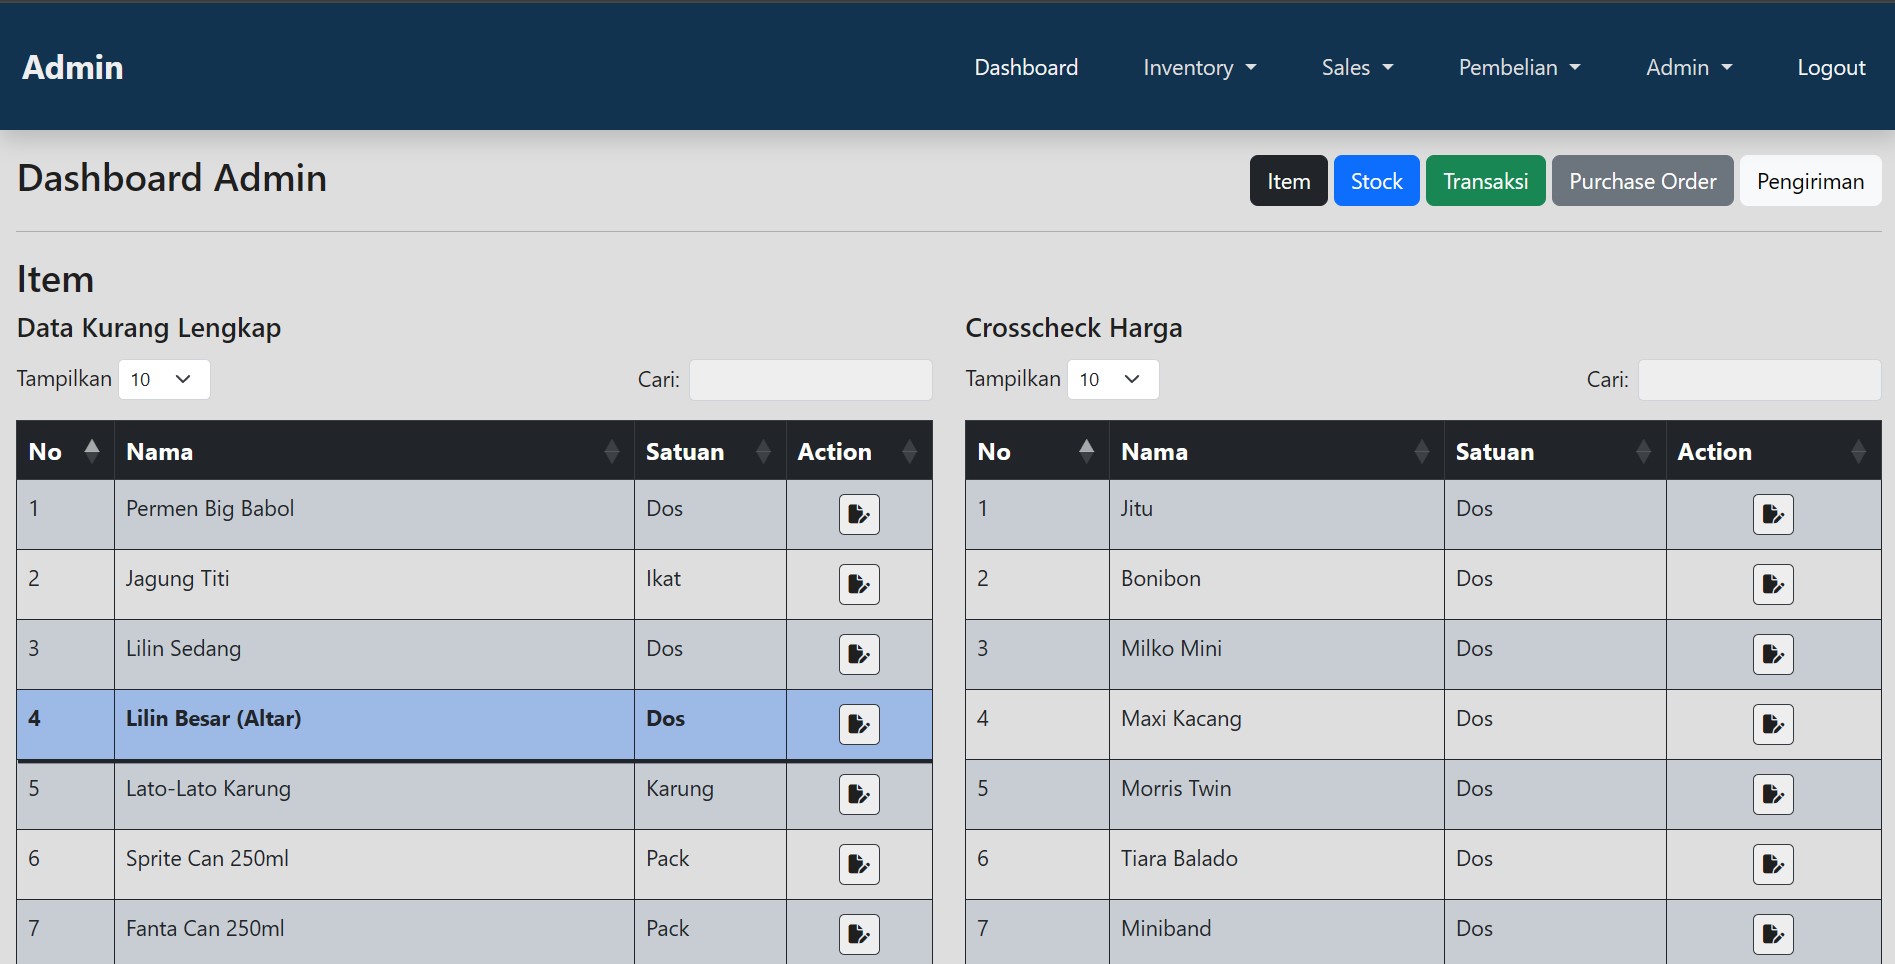 Admin
Dashboard Inventory Sales Pembelian Admin Logout
Dashboard Admin
Item Stock Transaksi Purchase Order Pengiriman
Item
Data Kurang Lengkap
Tampilkan 10 Cari:
No Nama Satuan Action
1 Permen Big Babol Dos
2 Jagung Titi Ikat
3 Lilin Sedang Dos
4 Lilin Besar (Altar) Dos
5 Lato-Lato Karung Karung
6 Sprite Can 250ml Pack
7 Fanta Can 250ml Pack
Crosscheck Harga
Tampilkan 10 Cari:
No Nama Satuan Action
1 Jitu Dos
2 Bonibon Dos
3 Milko Mini Dos
4 Maxi Kacang Dos
5 Morris Twin Dos
6 Tiara Balado Dos
7 Miniband Dos